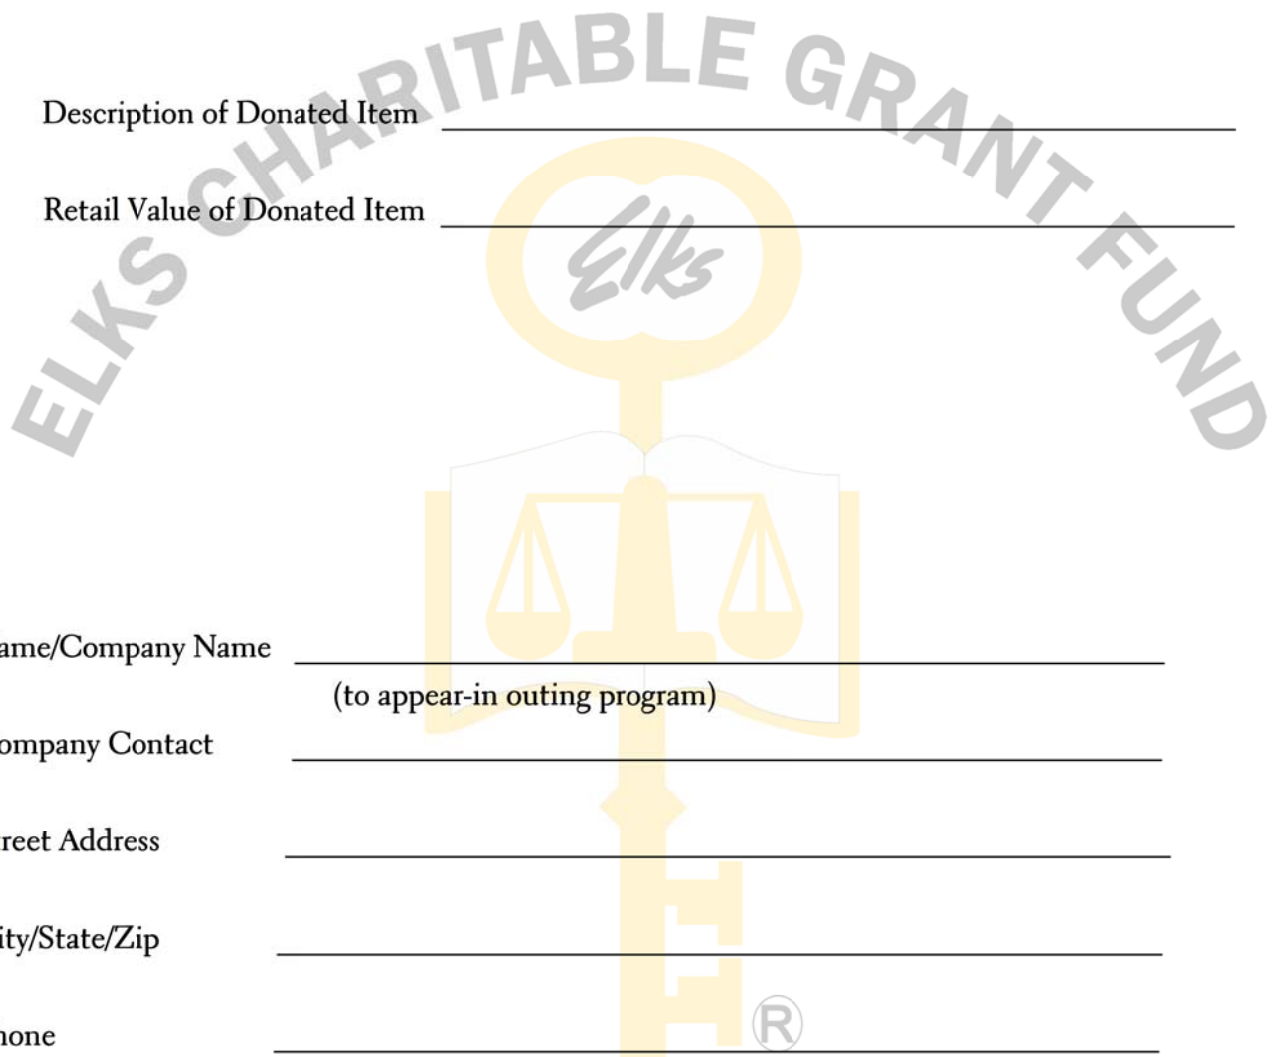 ELKS CHARITABLE GRANT FUND
Description of Donated Item
Retail Value of Donated Item
Elks
ame/Company Name
(to appear-in outing program)
ompany Contact
reet Address
ity/State/Zip
hone
®